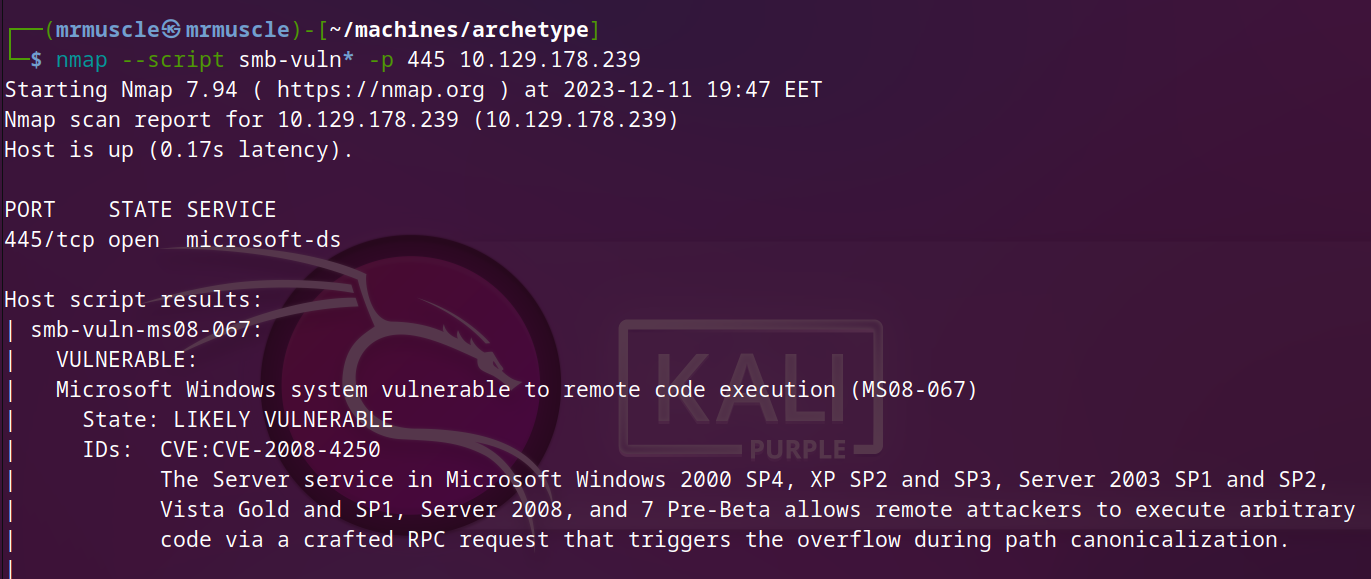 ┌──(mrmuscle㉿mrmuscle)-[~/machines/archetype]
└─$ nmap --script smb-vuln* -p 445 10.129.178.239
Starting Nmap 7.94 ( https://nmap.org ) at 2023-12-11 19:47 EET
Nmap scan report for 10.129.178.239 (10.129.178.239)
Host is up (0.17s latency).
PORT    STATE SERVICE
445/tcp open  microsoft-ds
Host script results:
| smb-vuln-ms08-067:
|   VULNERABLE:
|   Microsoft Windows system vulnerable to remote code execution (MS08-067)
|     State: LIKELY VULNERABLE
|     IDs:  CVE:CVE-2008-4250
|           The Server service in Microsoft Windows 2000 SP4, XP SP2 and SP3, Server 2003 SP1 and SP2,
|           Vista Gold and SP1, Server 2008, and 7 Pre-Beta allows remote attackers to execute arbitrary
|           code via a crafted RPC request that triggers the overflow during path canonicalization.
|
KALI
PURPLE